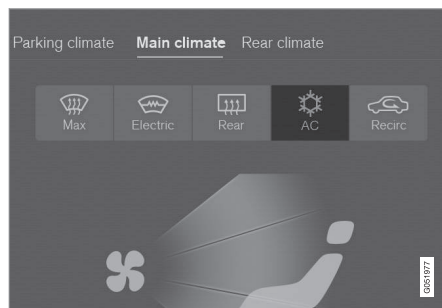 Parking climate Main climate Rear climate
Max Electric Rear AC Recirc
G051977